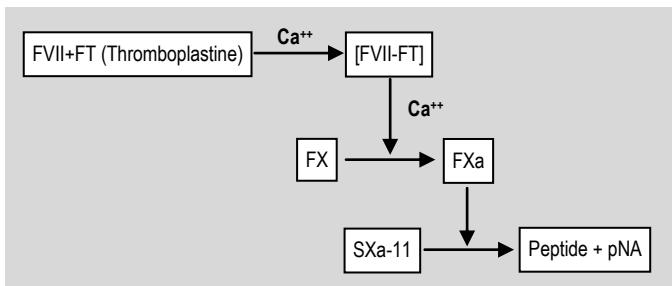 FVII+FT (Thromboplastine)
Ca⁺⁺
[FVII-FT]
Ca⁺⁺
FX
FXa
SXa-11
Peptide + pNA